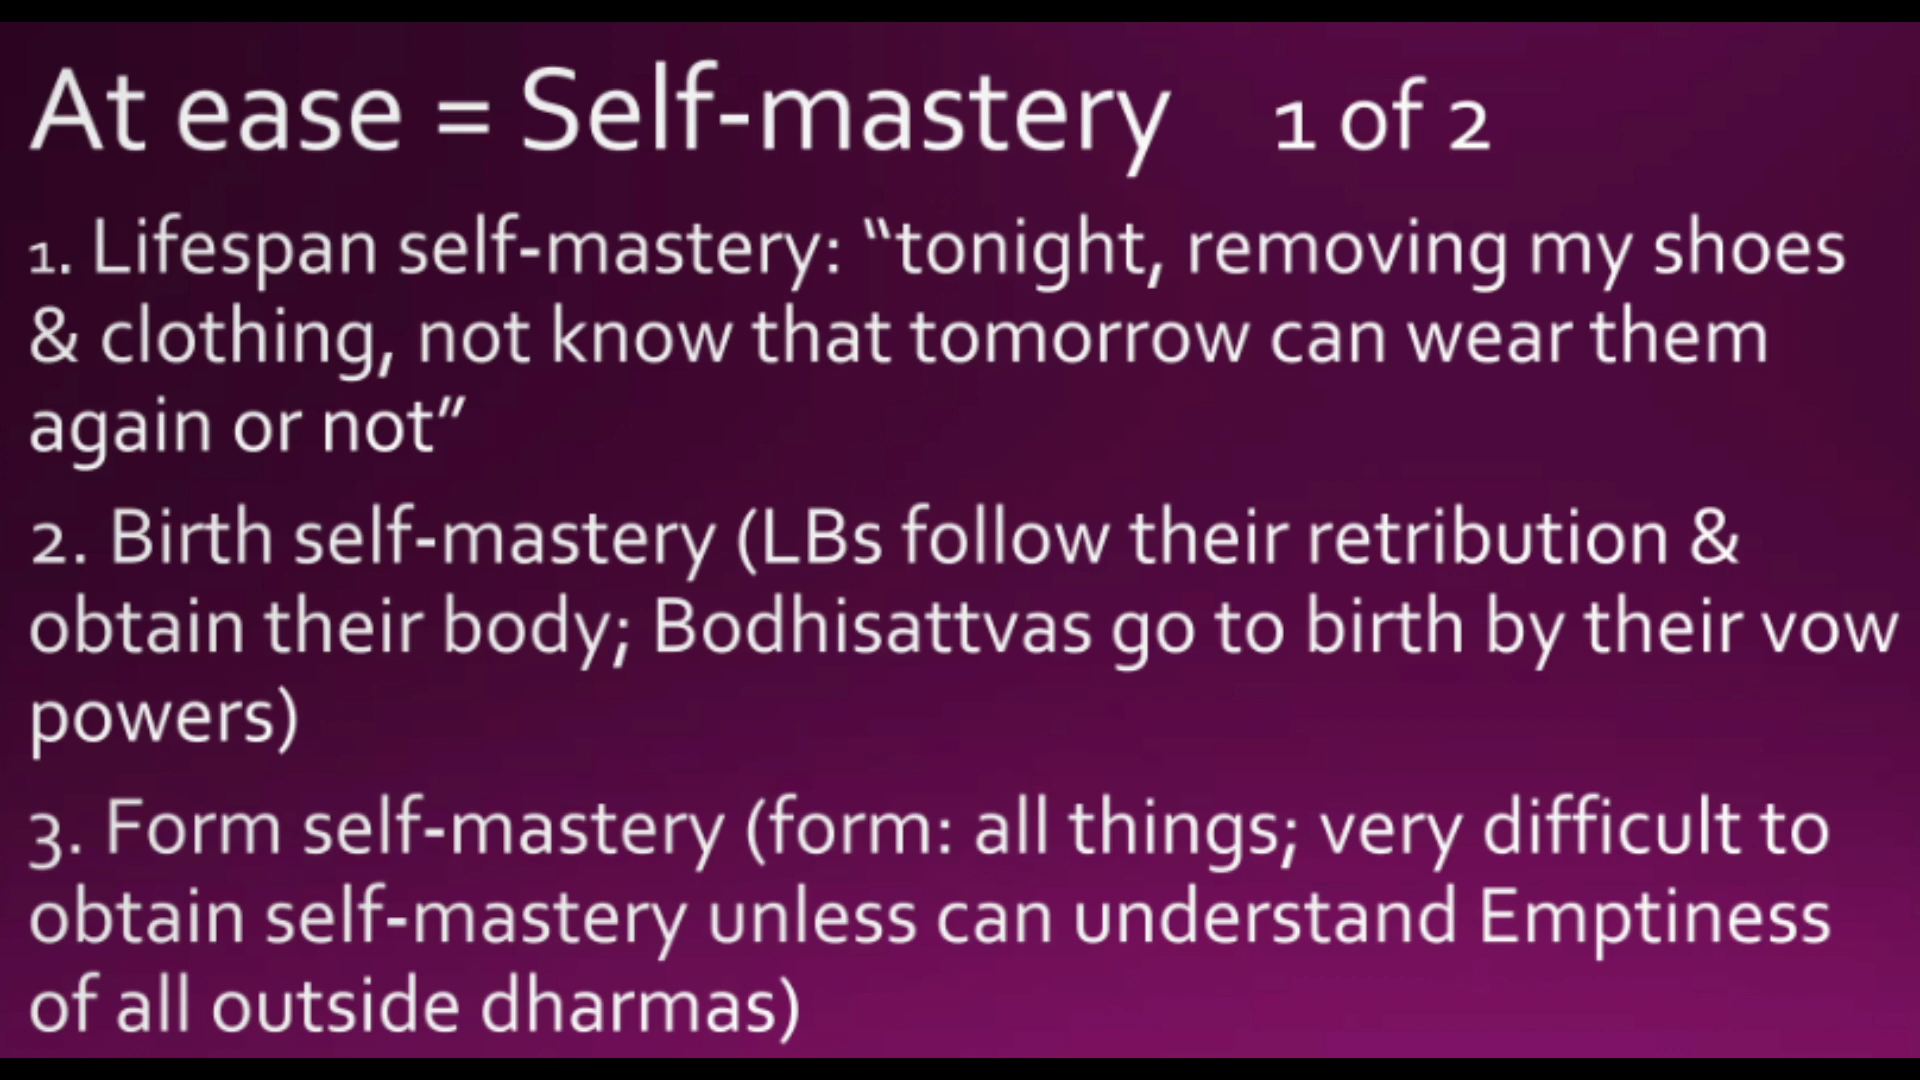 At ease = Self-mastery 1 of 2
1. Lifespan self-mastery: “tonight, removing my shoes
& clothing, not know that tomorrow can wear them
again or not”
2. Birth self-mastery (LBs follow their retribution &
obtain their body; Bodhisattvas go to birth by their vow
powers)
3. Form self-mastery (form: all things; very difficult to
obtain self-mastery unless can understand Emptiness
of all outside dharmas)